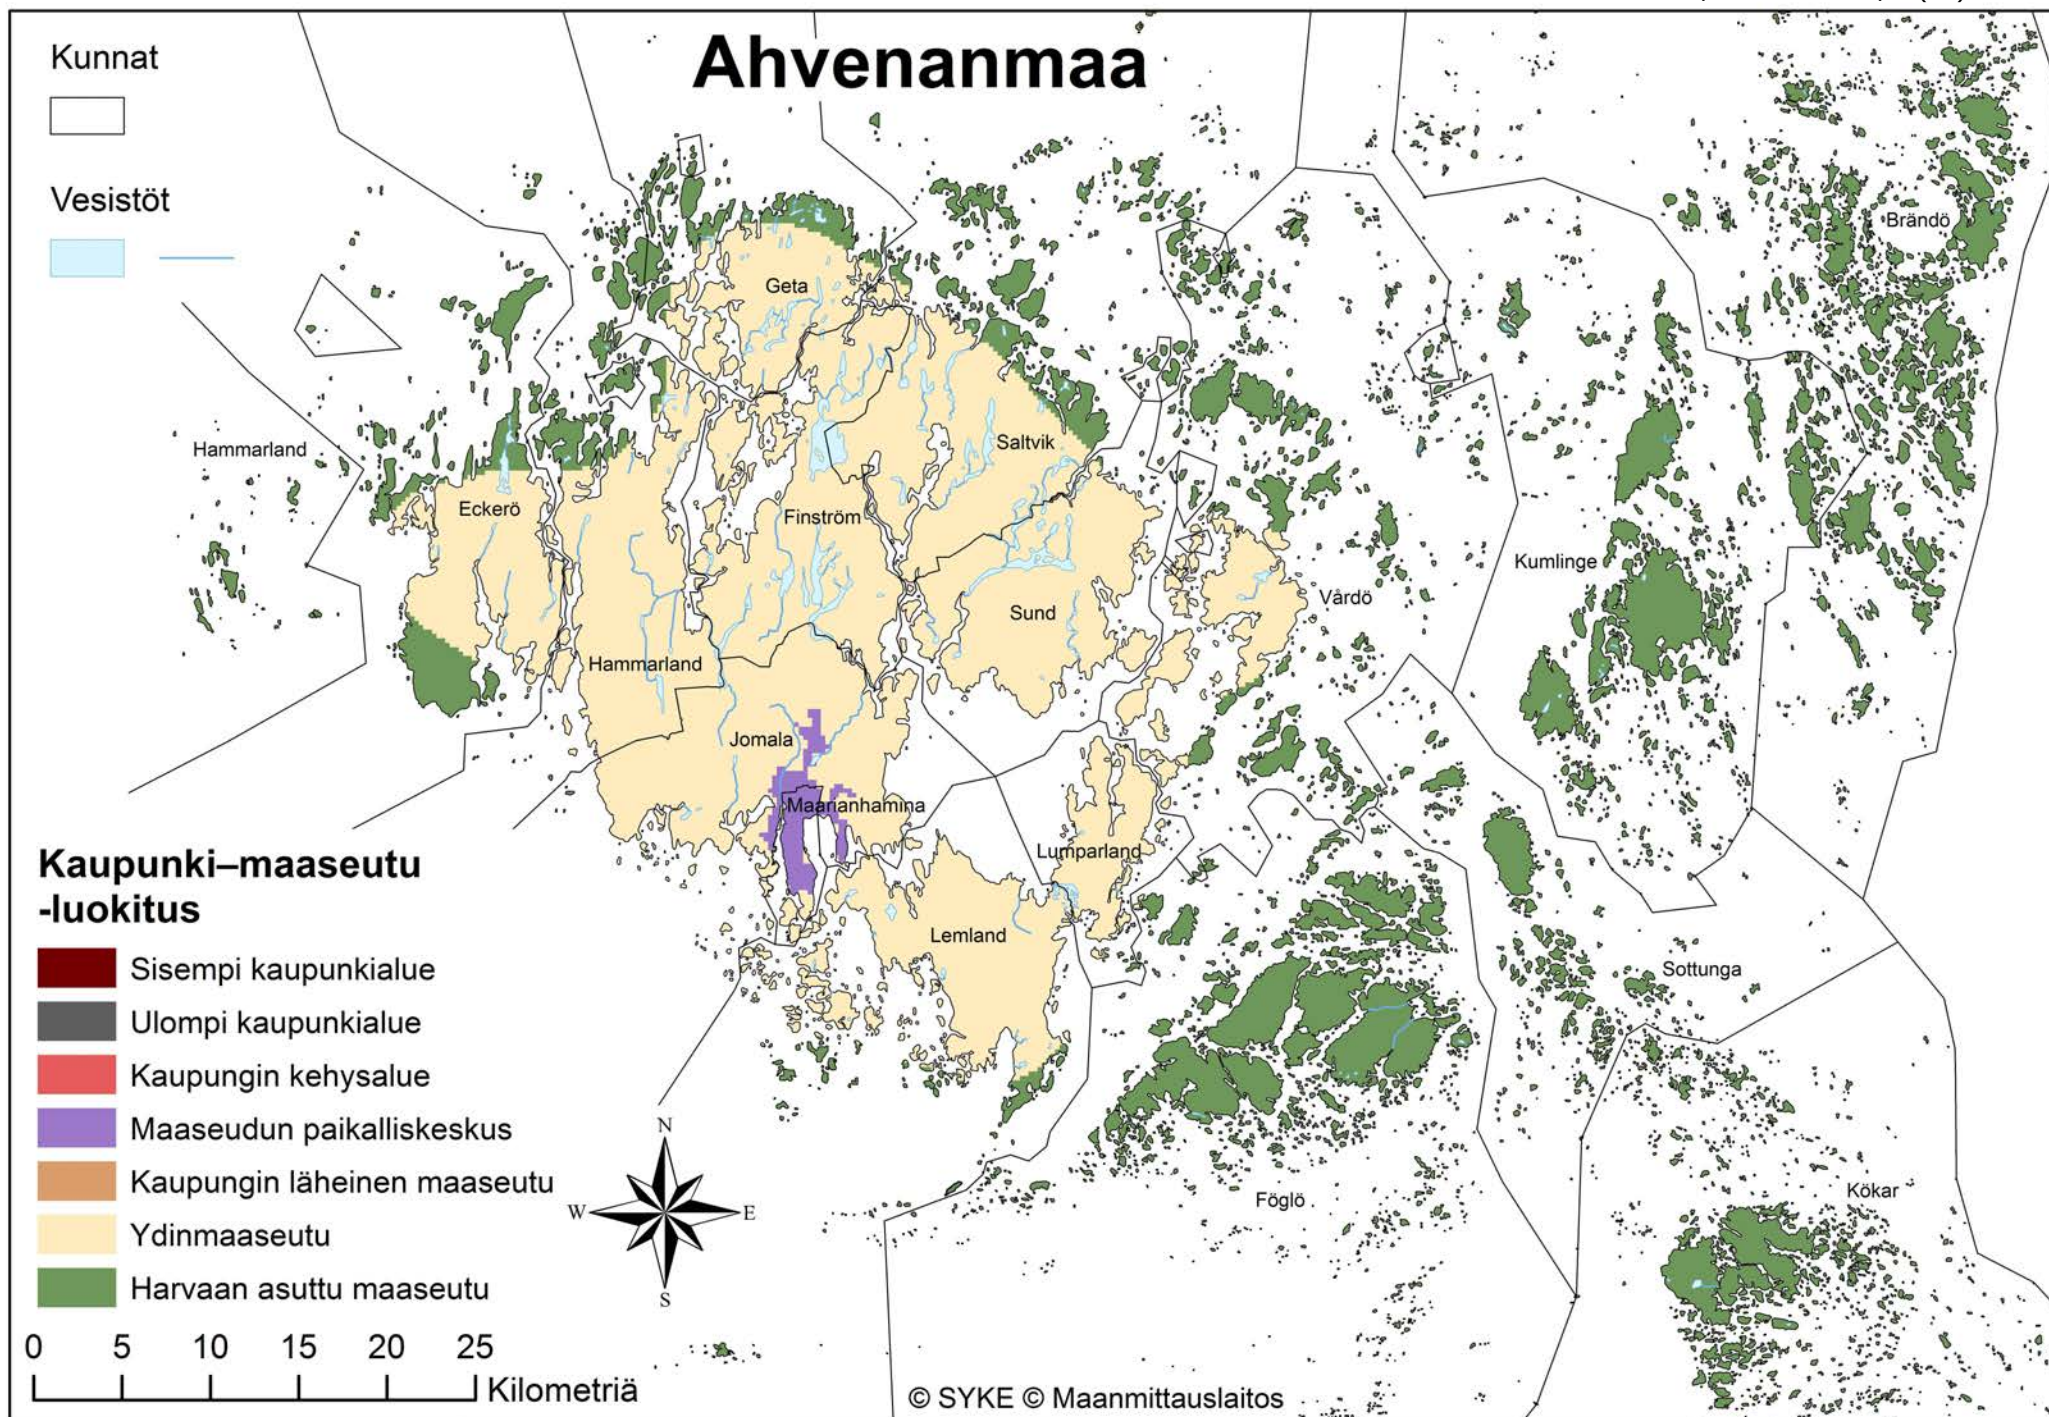 Ahvenanmaa
Kunnat
Vesistöt
Brändö
Geta
Hammarland
Saltvik
Eckerö
Finström
Kumlinge
Vårdö
Sund
Hammarland
Jomala
Maarianhamina
Lumparland
Lemland
Sottunga
Föglö
Kökar
Kaupunki–maaseutu
-luokitus
Sisempi kaupunkialue
Ulompi kaupunkialue
Kaupungin kehysalue
Maaseudun paikalliskeskus
Kaupungin läheinen maaseutu
Ydinmaaseutu
Harvaan asuttu maaseutu
N
W E
S
0 5 10 15 20 25
Kilometriä
© SYKE © Maanmittauslaitos